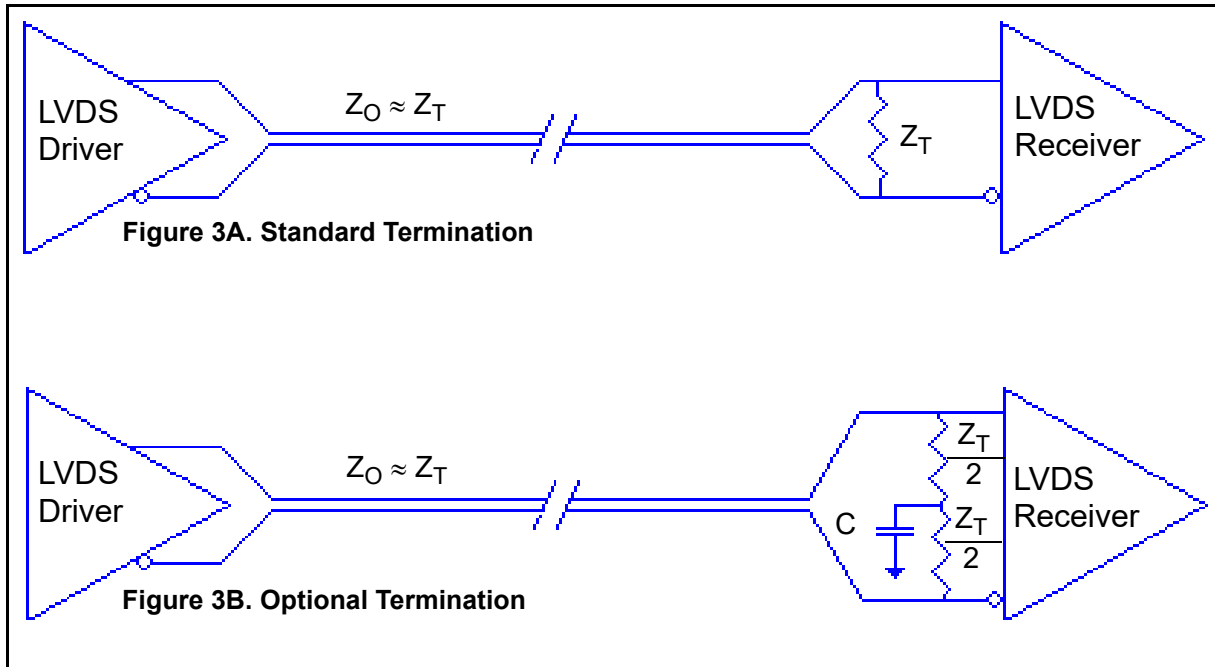 LVDS
Driver
Z_O ≈ Z_T
Z_T
LVDS
Receiver
Figure 3A. Standard Termination
LVDS
Driver
Z_O ≈ Z_T
C
Z_T
2
Z_T
2
LVDS
Receiver
Figure 3B. Optional Termination